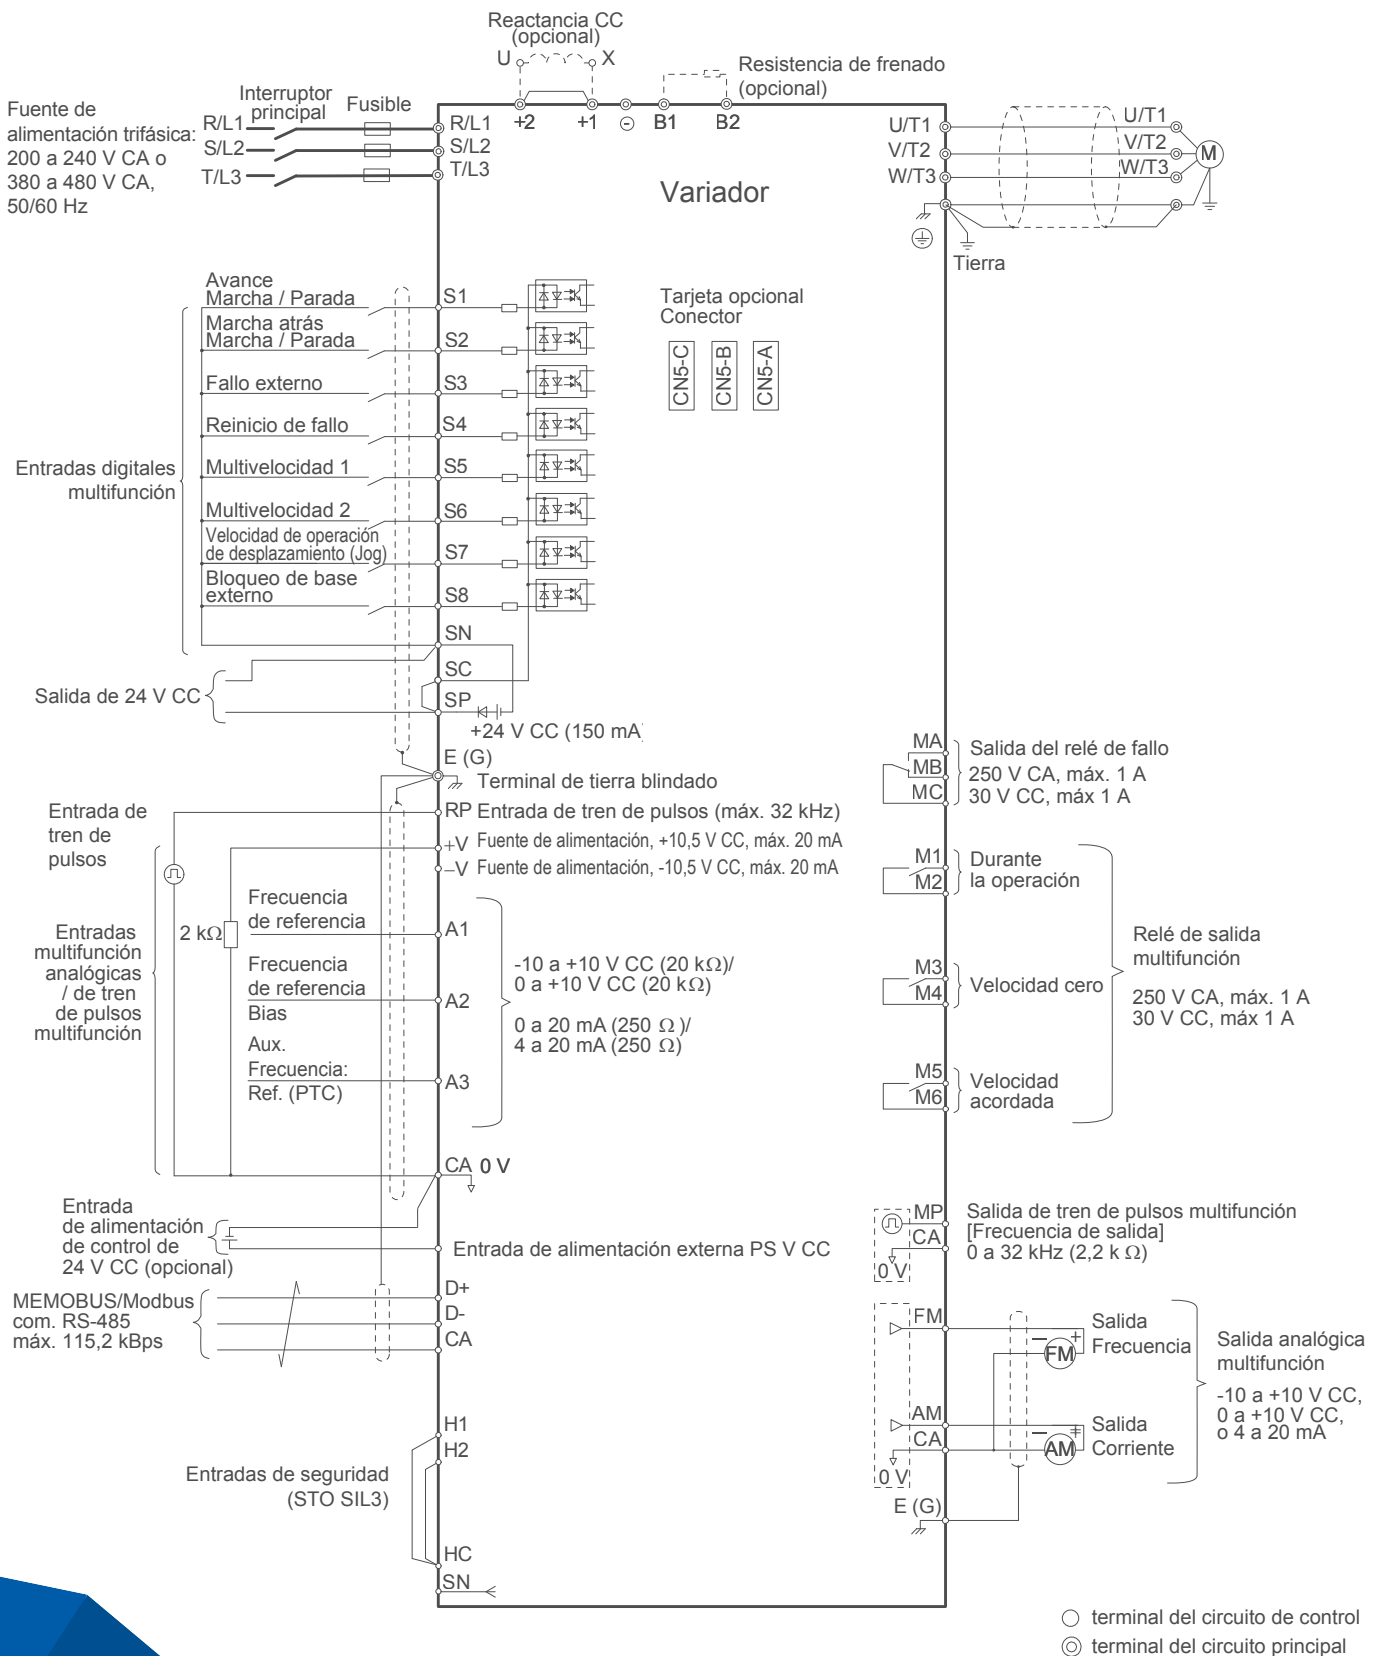 Reactancia CC
(opcional)
U X
Resistencia de frenado
(opcional)
Fuente de
alimentación trifásica:
200 a 240 V CA o
380 a 480 V CA,
50/60 Hz
Interruptor
principal
Fusible
R/L1
S/L2
T/L3
R/L1
S/L2
T/L3
+2 +1 − B1 B2
Variador
U/T1
V/T2
W/T3
U/T1
V/T2
W/T3
M
Tierra
Tarjeta opcional
Conector
CN5-C
CN5-B
CN5-A
Entradas digitales
multifunción
Avance
Marcha / Parada
S1
Marcha atrás
Marcha / Parada
S2
Fallo externo
S3
Reinicio de fallo
S4
Multivelocidad 1
S5
Multivelocidad 2
S6
Velocidad de operación
de desplazamiento (Jog)
S7
Bloqueo de base
externo
S8
SN
SC
SP
Salida de 24 V CC
+24 V CC (150 mA)
E (G)
Terminal de tierra blindado
Entrada de
tren de
pulsos
RP Entrada de tren de pulsos (máx. 32 kHz)
+V Fuente de alimentación, +10,5 V CC, máx. 20 mA
–V Fuente de alimentación, -10,5 V CC, máx. 20 mA
Entradas
multifunción
analógicas
/ de tren
de pulsos
multifunción
2 kΩ
Frecuencia
de referencia
A1
Frecuencia
de referencia
Bias
A2
Aux.
Frecuencia:
Ref. (PTC)
A3
-10 a +10 V CC (20 kΩ)/
0 a +10 V CC (20 kΩ)
0 a 20 mA (250 Ω )/
4 a 20 mA (250 Ω)
CA 0 V
Entrada
de alimentación
de control de
24 V CC (opcional)
Entrada de alimentación externa PS V CC
MEMOBUS/Modbus
com. RS-485
máx. 115,2 kBps
D+
D-
CA
Entradas de seguridad
(STO SIL3)
H1
H2
HC
SN
MA
MB
MC
Salida del relé de fallo
250 V CA, máx. 1 A
30 V CC, máx 1 A
M1
M2
Durante
la operación
M3
M4
Velocidad cero
M5
M6
Velocidad
acordada
Relé de salida
multifunción
250 V CA, máx. 1 A
30 V CC, máx 1 A
MP
CA
0 V
Salida de tren de pulsos multifunción
[Frecuencia de salida]
0 a 32 kHz (2,2 k Ω)
FM
− +
FM
Salida
Frecuencia
AM
CA
0 V
−
AM
Salida
Corriente
Salida analógica
multifunción
-10 a +10 V CC,
0 a +10 V CC,
o 4 a 20 mA
E (G)
terminal del circuito de control
terminal del circuito principal